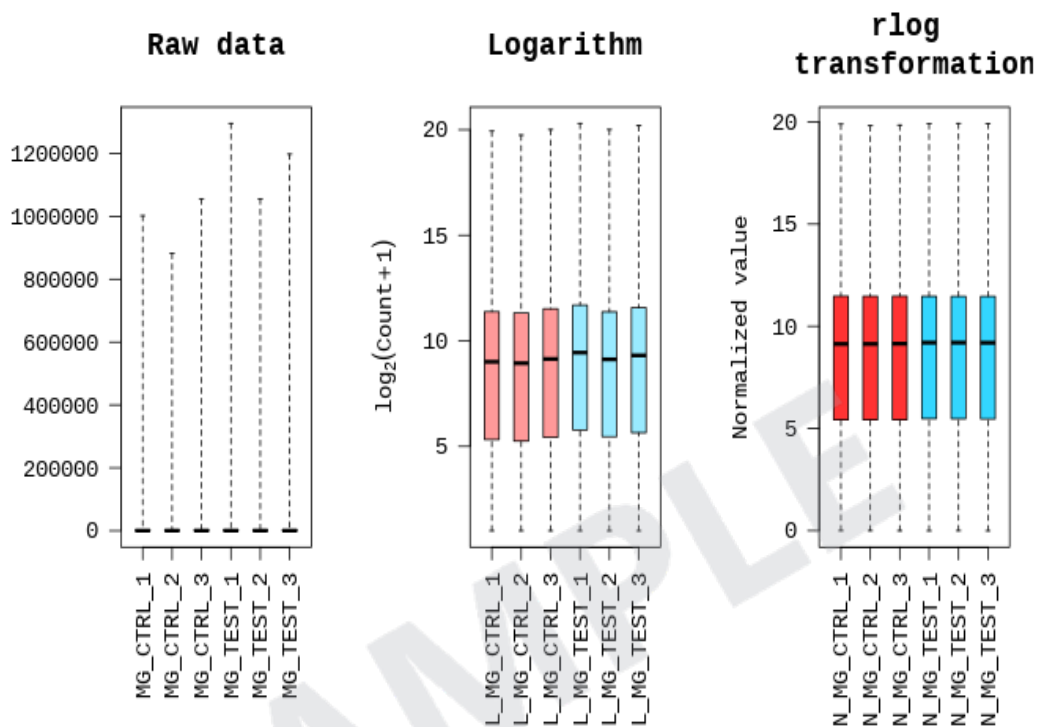 Raw data
1200000
1000000
800000
600000
400000
200000
0
MG_CTRL_1
MG_CTRL_2
MG_CTRL_3
MG_TEST_1
MG_TEST_2
MG_TEST_3
Logarithm
log₂(Count+1)
20
15
10
5
L_MG_CTRL_1
L_MG_CTRL_2
L_MG_CTRL_3
L_MG_TEST_1
L_MG_TEST_2
L_MG_TEST_3
rlog
transformation
Normalized value
20
15
10
5
0
N_MG_CTRL_1
N_MG_CTRL_2
N_MG_CTRL_3
N_MG_TEST_1
N_MG_TEST_2
N_MG_TEST_3
AMPLE